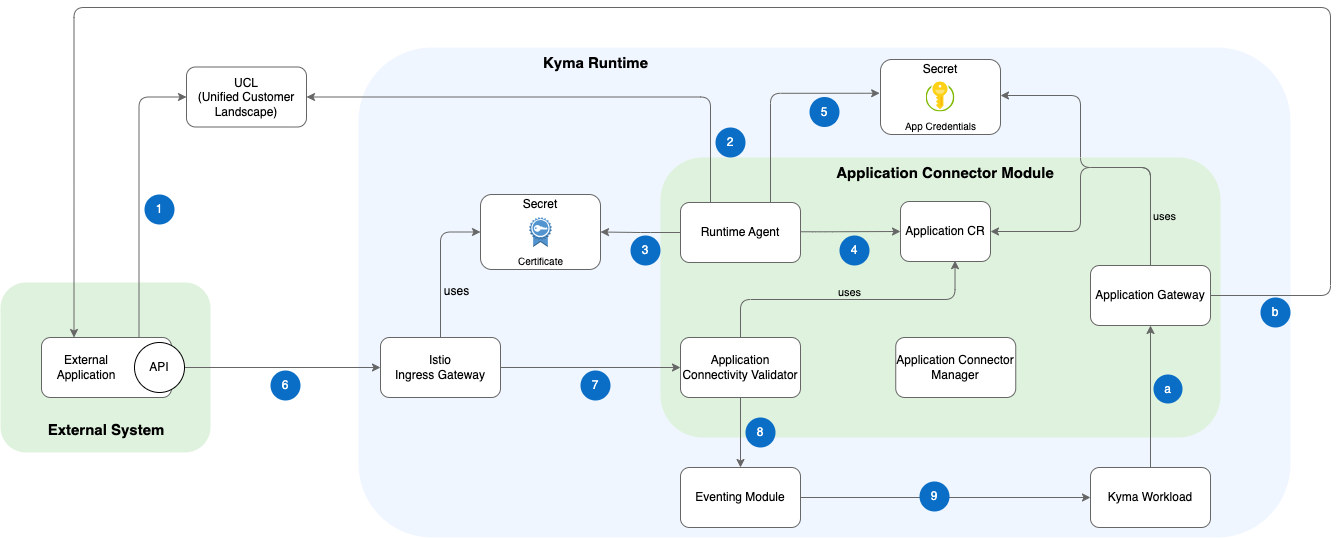 Kyma Runtime
UCL
(Unified Customer
Landscape)
Secret
App Credentials
5
2
Application Connector Module
1
Secret
Certificate
3
Runtime Agent
4
Application CR
uses
uses
uses
Application Gateway
b
External
Application
API
6
Istio
Ingress Gateway
7
Application
Connectivity Validator
Application Connector
Manager
a
External System
8
Eventing Module
9
Kyma Workload